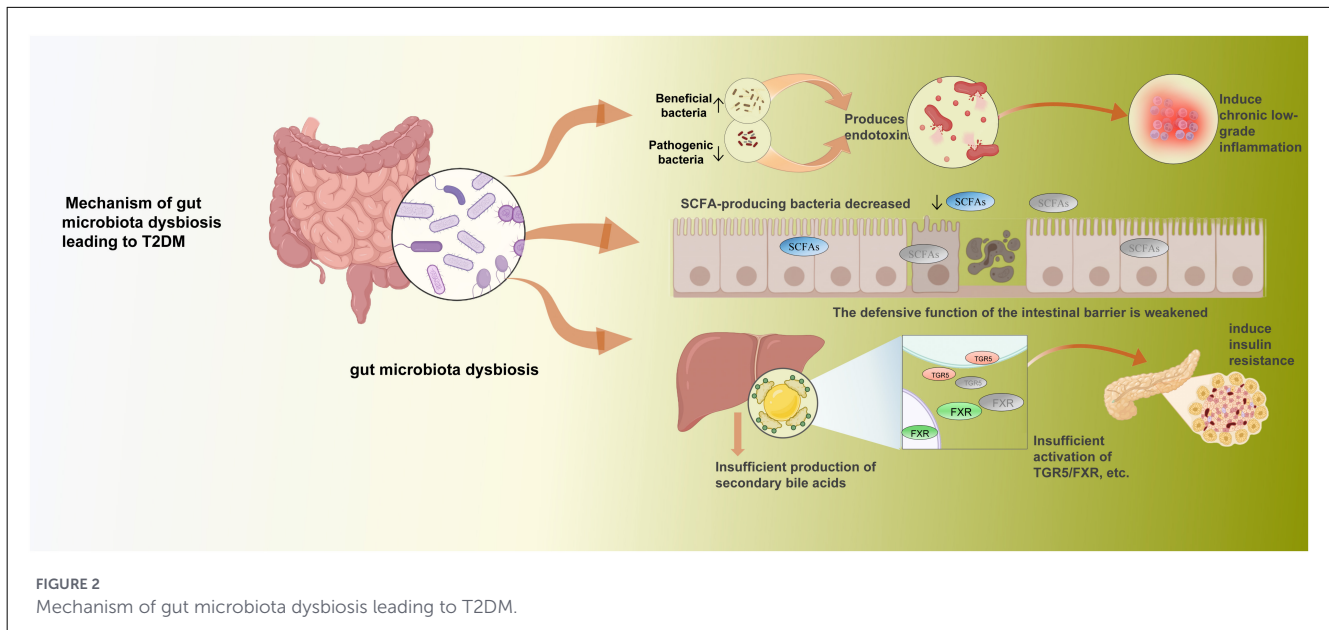 Mechanism of gut
microbiota dysbiosis
leading to T2DM
gut microbiota dysbiosis
Beneficial
bacteria
↑
Pathogenic
bacteria
↓
Produces
endotoxin
Induce
chronic low-
grade
inflammation
SCFA-producing bacteria decreased
↓
SCFAs
SCFAs
SCFAs
SCFAs
SCFAs
The defensive function of the intestinal barrier is weakened
Insufficient production of
secondary bile acids
TGR5
TGR5
TGR5
FXR
FXR
FXR
Insufficient
activation of
TGR5/FXR, etc.
induce
insulin
resistance
FIGURE 2
Mechanism of gut microbiota dysbiosis leading to T2DM.